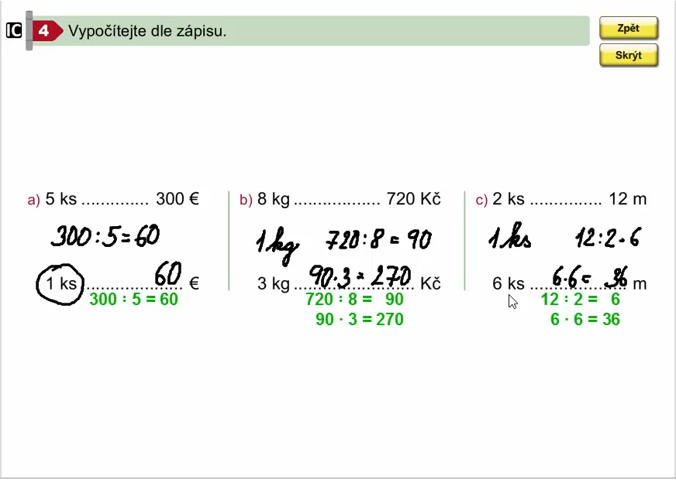 IC 4 Vypočítejte dle zápisu.
Zpět
Skrýt
a) 5 ks .............. 300 €
300 : 5 = 60
1 ks .................... €
60
300 : 5 = 60
b) 8 kg .................. 720 Kč
1 kg 720 : 8 = 90
3 kg ......................... Kč
90 · 3 = 270
720 : 8 = 90
90 · 3 = 270
c) 2 ks ............... 12 m
1 ks 12 : 2 = 6
6 ks .................... m
6 · 6 = 36
12 : 2 = 6
6 · 6 = 36